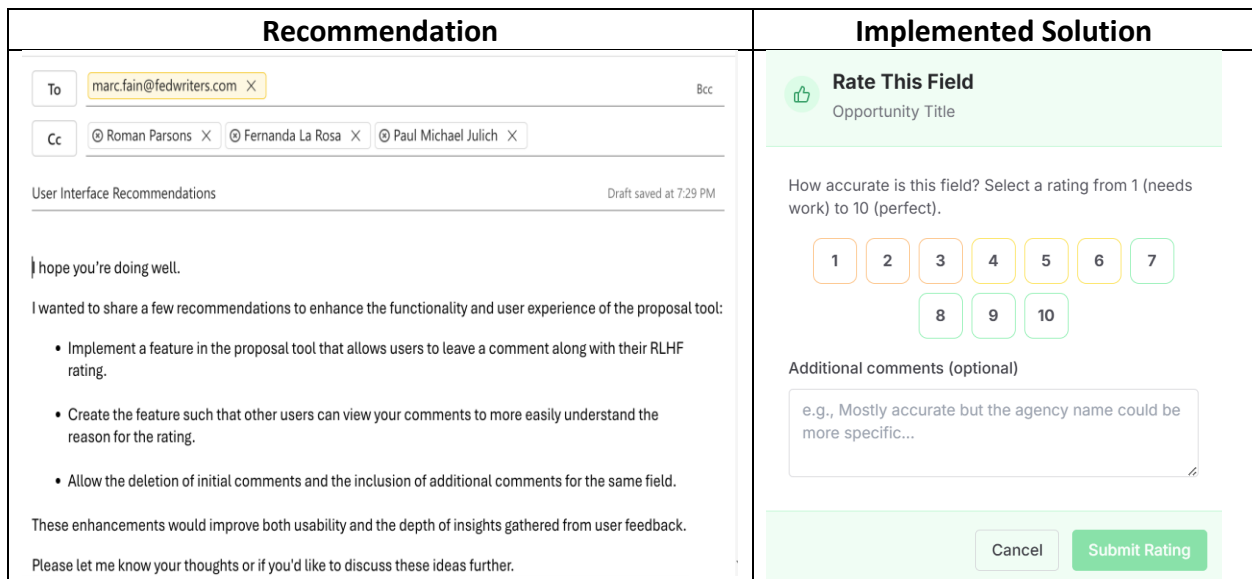 Recommendation
Implemented Solution
To
marc.fain@fedwriters.com X
Bcc
Cc
Roman Parsons X Fernanda La Rosa X Paul Michael Julich X
User Interface Recommendations
Draft saved at 7:29 PM
I hope you're doing well.
I wanted to share a few recommendations to enhance the functionality and user experience of the proposal tool:
• Implement a feature in the proposal tool that allows users to leave a comment along with their RLHF
rating.
• Create the feature such that other users can view your comments to more easily understand the
reason for the rating.
• Allow the deletion of initial comments and the inclusion of additional comments for the same field.
These enhancements would improve both usability and the depth of insights gathered from user feedback.
Please let me know your thoughts or if you'd like to discuss these ideas further.
Rate This Field
Opportunity Title
How accurate is this field? Select a rating from 1 (needs
work) to 10 (perfect).
1 2 3 4 5 6 7
8 9 10
Additional comments (optional)
e.g., Mostly accurate but the agency name could be
more specific...
Cancel
Submit Rating